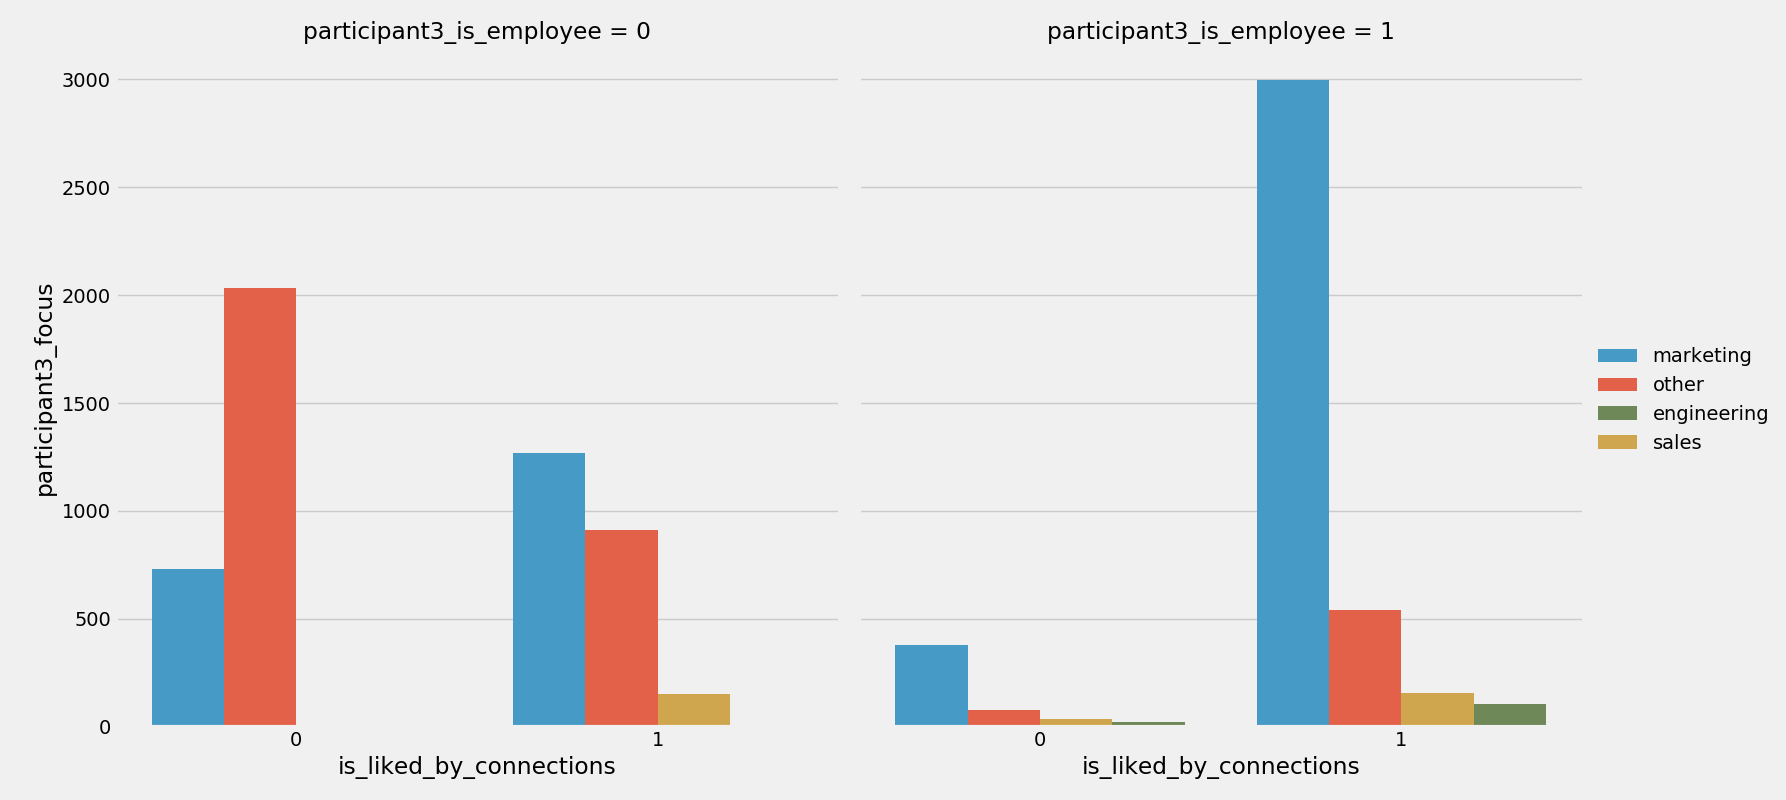 participant3_is_employee = 0
participant3_is_employee = 1
participant3_focus
3000
2500
2000
1500
1000
500
0
0
1
0
1
is_liked_by_connections
is_liked_by_connections
marketing
other
engineering
sales